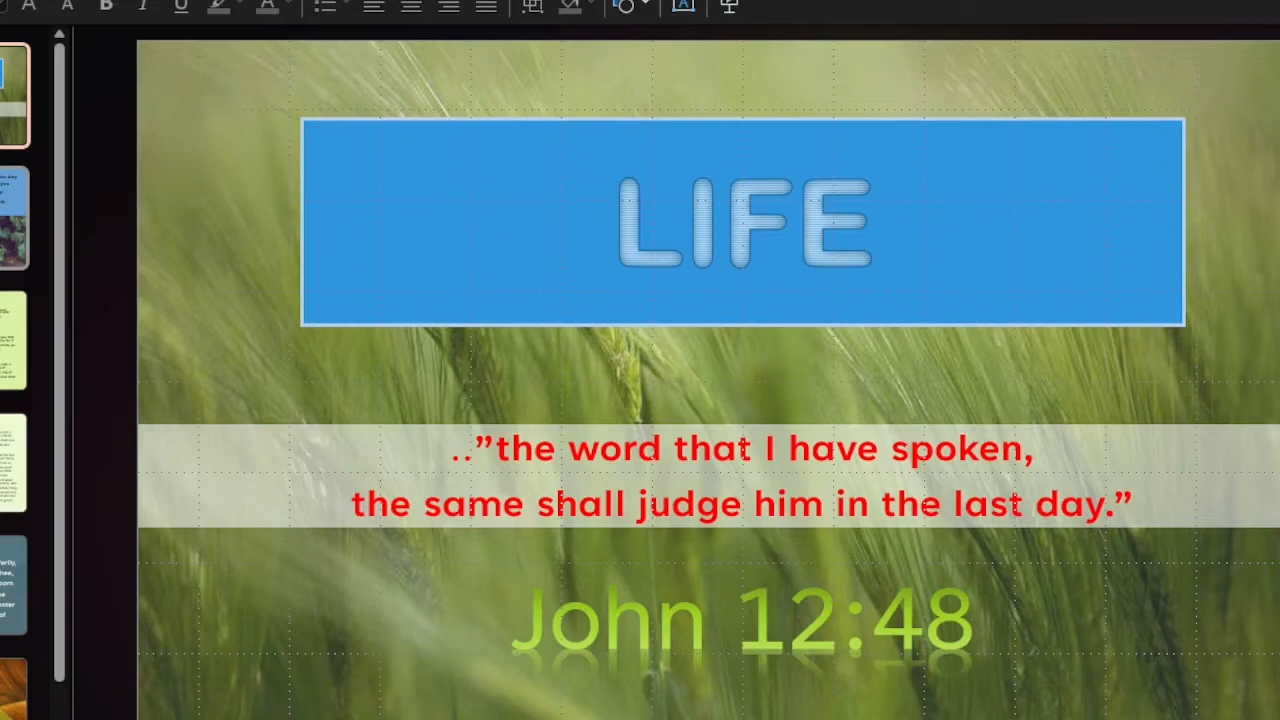 A A B I U A
A
LIFE
..”the word that I have spoken,
the same shall judge him in the last day.”
John 12:48